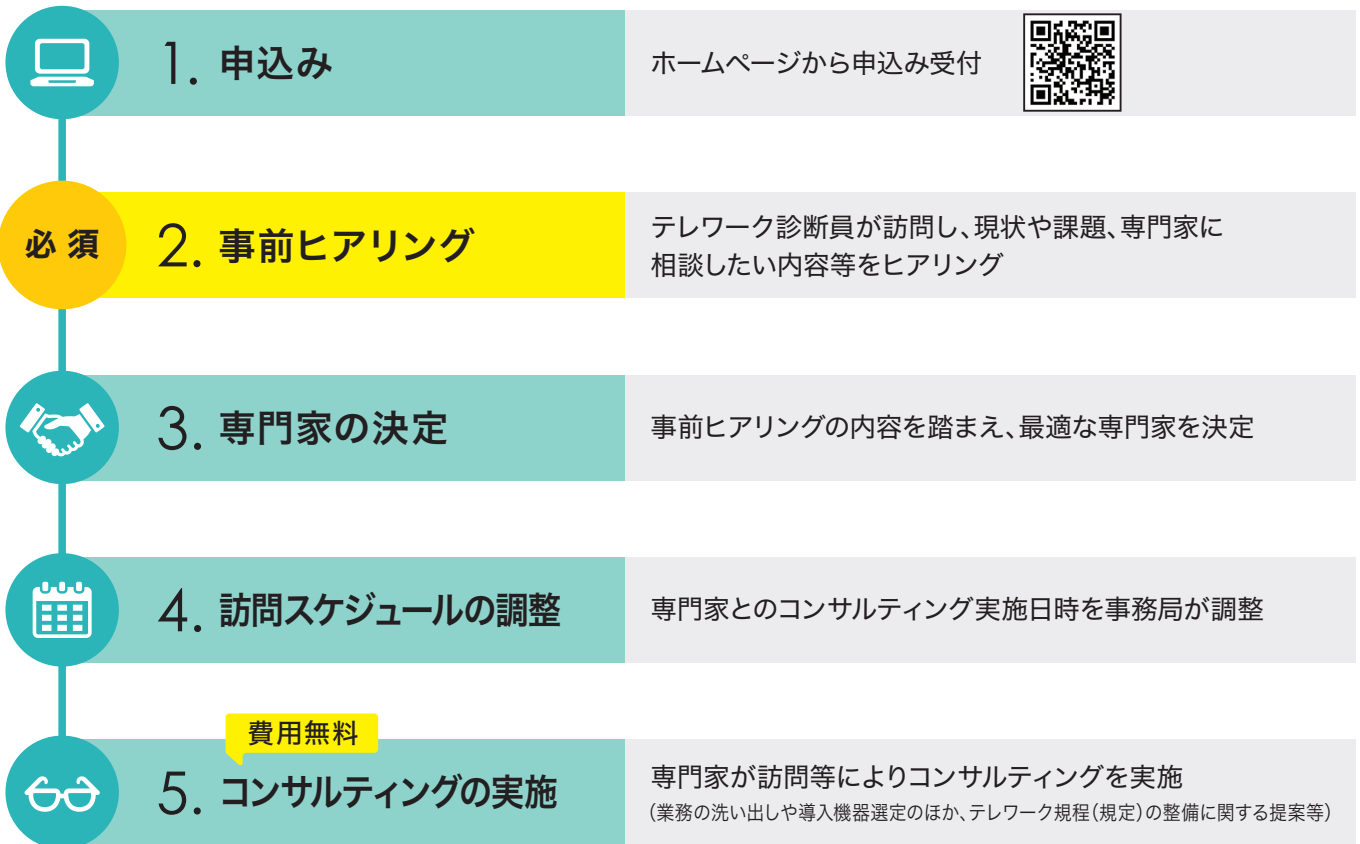 1. 申込み
ホームページから申込み受付
必須
2. 事前ヒアリング
テレワーク診断員が訪問し、現状や課題、専門家に
相談したい内容等をヒアリング
3. 専門家の決定
事前ヒアリングの内容を踏まえ、最適な専門家を決定
4. 訪問スケジュールの調整
専門家とのコンサルティング実施日時を事務局が調整
費用無料
5. コンサルティングの実施
専門家が訪問等によりコンサルティングを実施
(業務の洗い出しや導入機器選定のほか、テレワーク規程(規定)の整備に関する提案等)